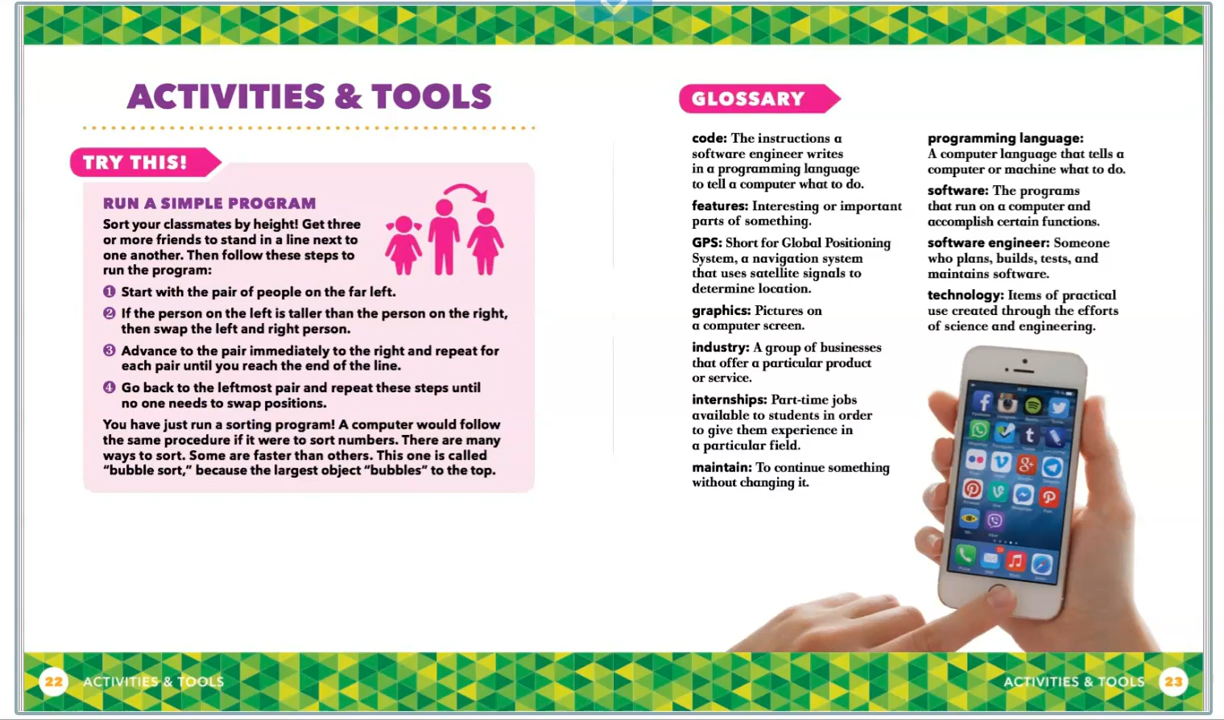 ACTIVITIES & TOOLS
TRY THIS!
RUN A SIMPLE PROGRAM
Sort your classmates by height! Get three
or more friends to stand in a line next to
one another. Then follow these steps to
run the program:
1 Start with the pair of people on the far left.
2 If the person on the left is taller than the person on the right,
then swap the left and right person.
3 Advance to the pair immediately to the right and repeat for
each pair until you reach the end of the line.
4 Go back to the leftmost pair and repeat these steps until
no one needs to swap positions.
You have just run a sorting program! A computer would follow
the same procedure if it were to sort numbers. There are many
ways to sort. Some are faster than others. This one is called
“bubble sort,” because the largest object “bubbles” to the top.
22 ACTIVITIES & TOOLS
GLOSSARY
code: The instructions a
software engineer writes
in a programming language
to tell a computer what to do.
features: Interesting or important
parts of something.
GPS: Short for Global Positioning
System, a navigation system
that uses satellite signals to
determine location.
graphics: Pictures on
a computer screen.
industry: A group of businesses
that offer a particular product
or service.
internships: Part-time jobs
available to students in order
to give them experience in
a particular field.
maintain: To continue something
without changing it.
programming language:
A computer language that tells a
computer or machine what to do.
software: The programs
that run on a computer and
accomplish certain functions.
software engineer: Someone
who plans, builds, tests, and
maintains software.
technology: Items of practical
use created through the efforts
of science and engineering.
ACTIVITIES & TOOLS 23